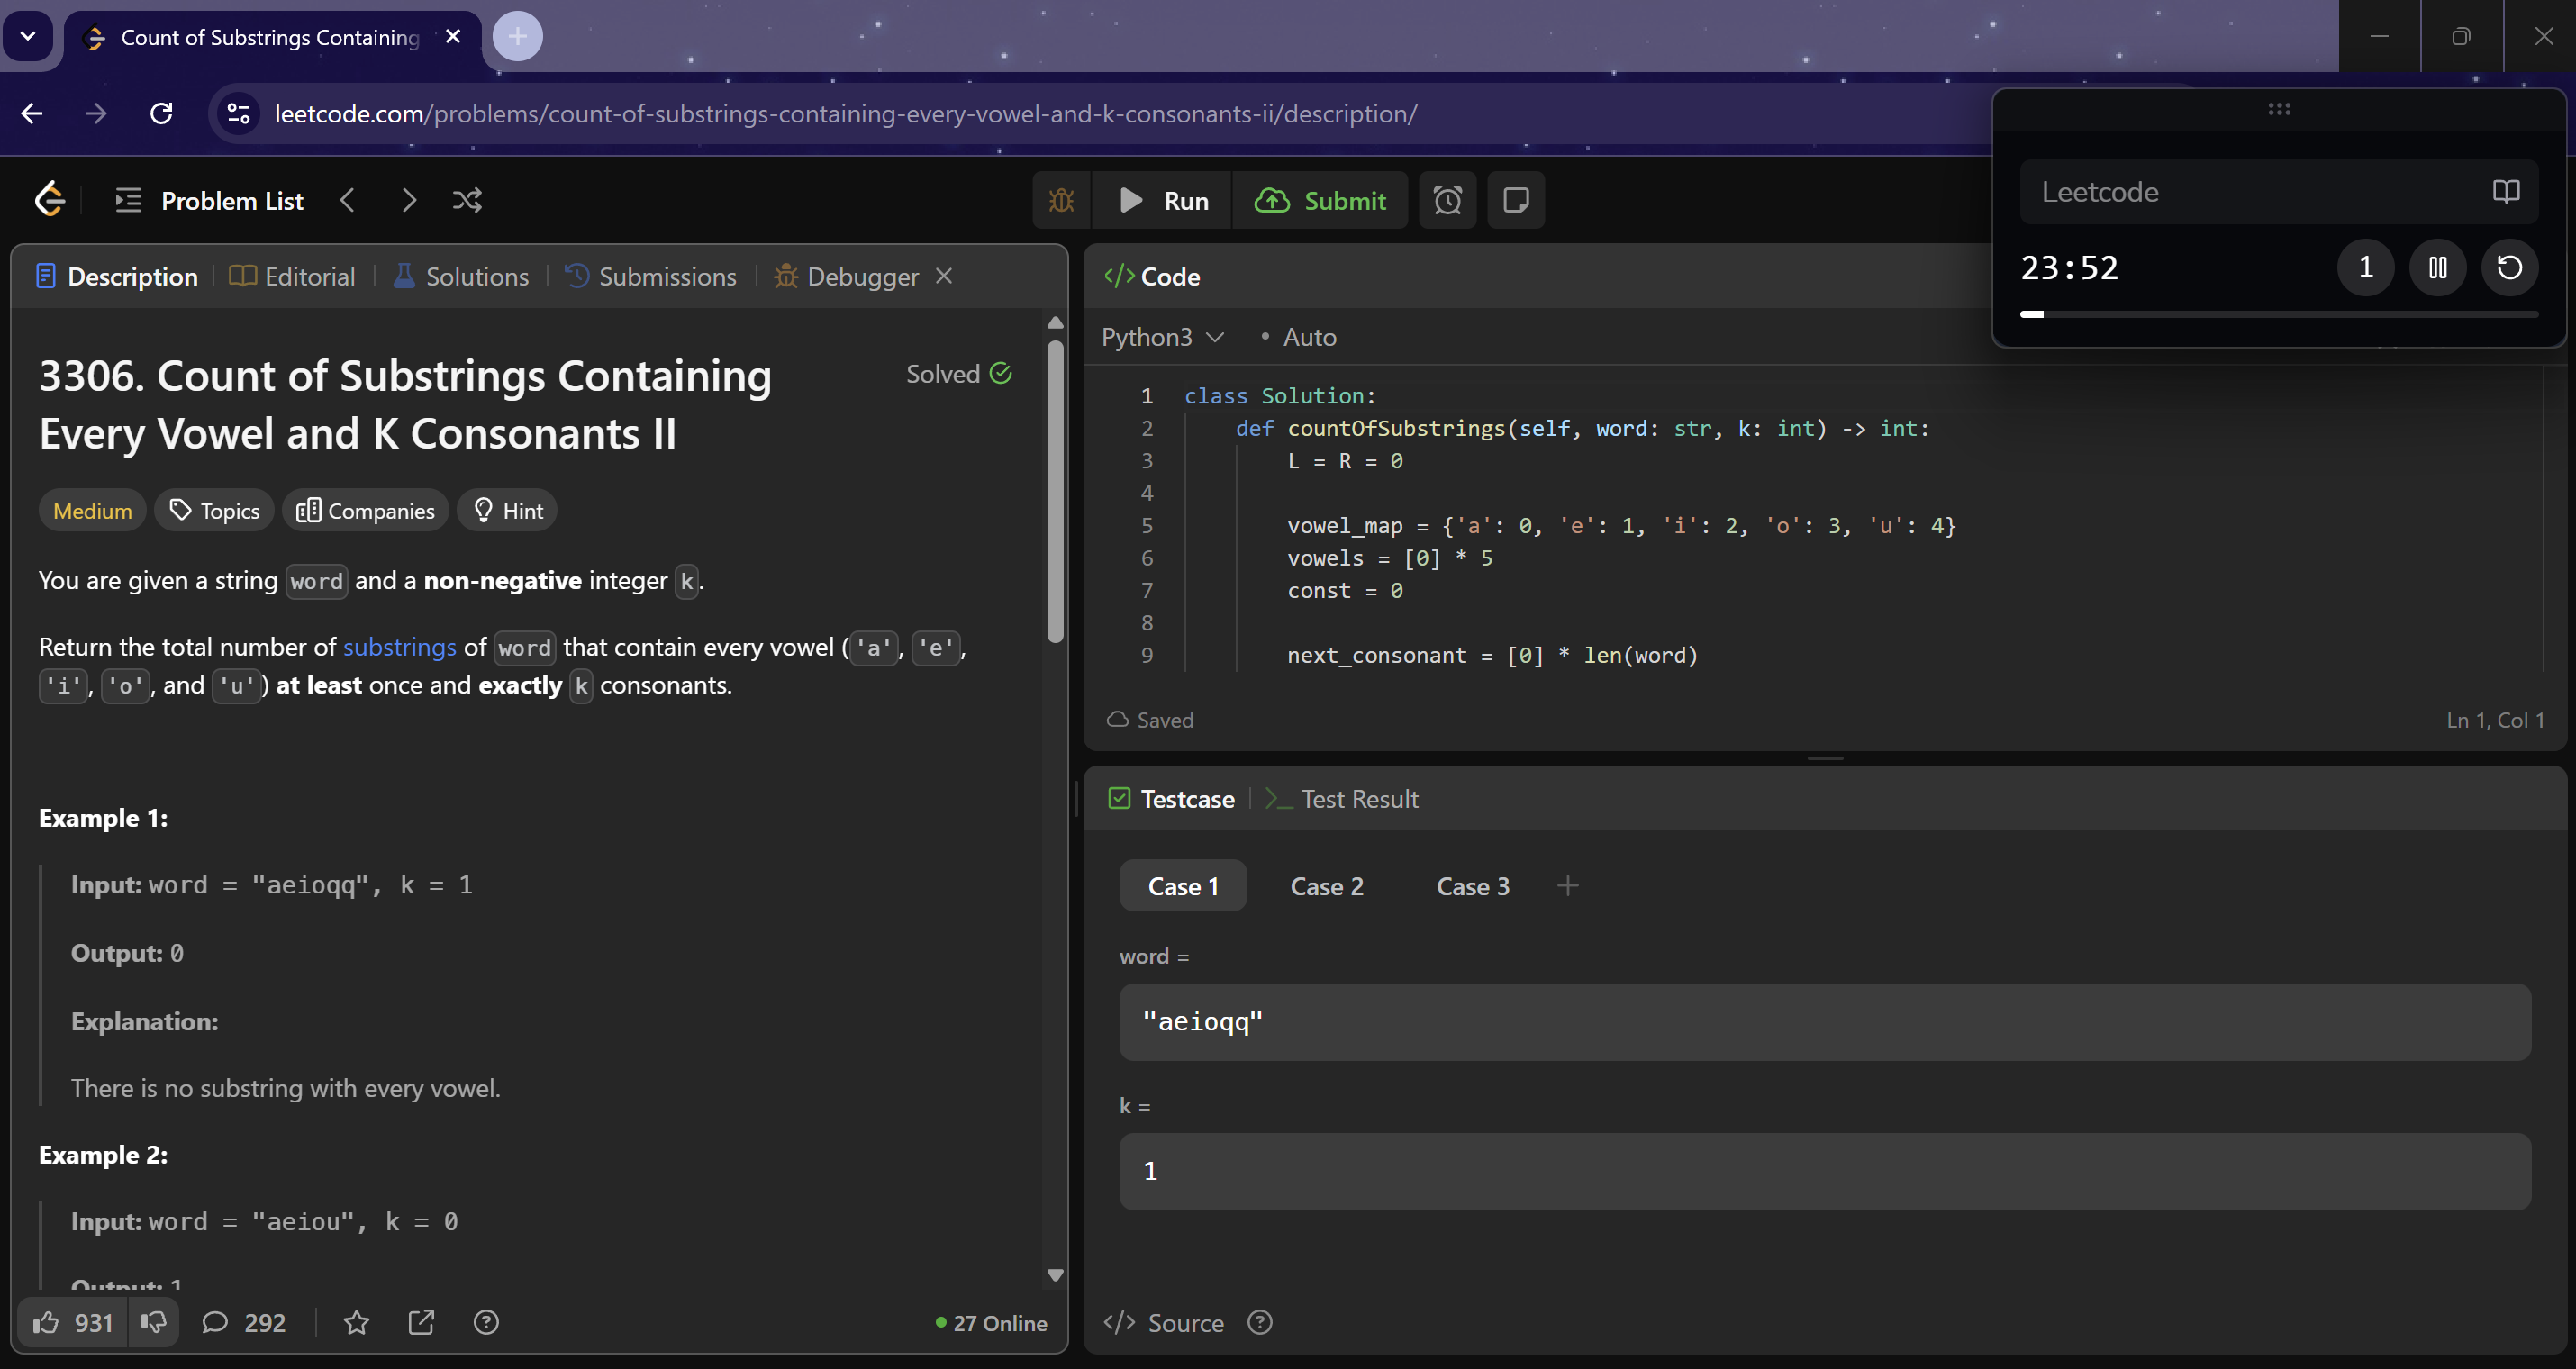 Count of Substrings Containing
leetcode.com/problems/count-of-substrings-containing-every-vowel-and-k-consonants-ii/description/
Problem List
Run
Submit
Leetcode
23:52
1
Description
Editorial
Solutions
Submissions
Debugger
3306. Count of Substrings Containing
Every Vowel and K Consonants II
Solved
Medium
Topics
Companies
Hint
You are given a string word and a non-negative integer k.
Return the total number of substrings of word that contain every vowel ('a', 'e',
'i', 'o', and 'u') at least once and exactly k consonants.
Example 1:
Input: word = "aeioqq", k = 1
Output: 0
Explanation:
There is no substring with every vowel.
Example 2:
Input: word = "aeiou", k = 0
Output: 1
931
292
27 Online
</> Code
Python3
• Auto
1 class Solution:
2 def countOfSubstrings(self, word: str, k: int) -> int:
3 L = R = 0
4
5 vowel_map = {'a': 0, 'e': 1, 'i': 2, 'o': 3, 'u': 4}
6 vowels = [0] * 5
7 const = 0
8
9 next_consonant = [0] * len(word)
Saved
Ln 1, Col 1
Testcase
Test Result
Case 1
Case 2
Case 3
word =
"aeioqq"
k =
1
</> Source